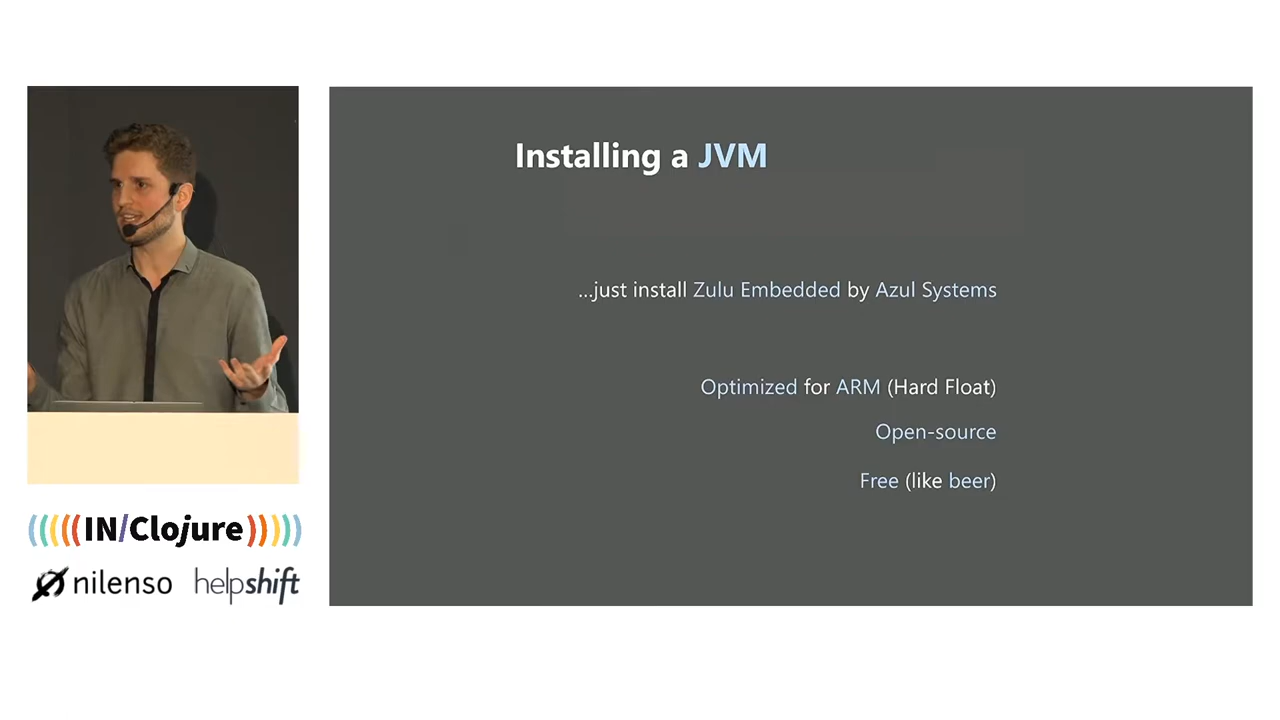 Installing a JVM
...just install Zulu Embedded by Azul Systems
Optimized for ARM (Hard Float)
Open-source
Free (like beer)
(((((IN/Clojure)))))
nilenso helpshift